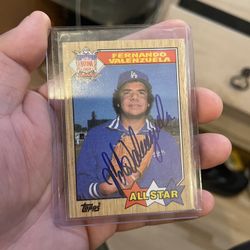 FERNANDO
VALENZUELA
ALL STAR
Topps